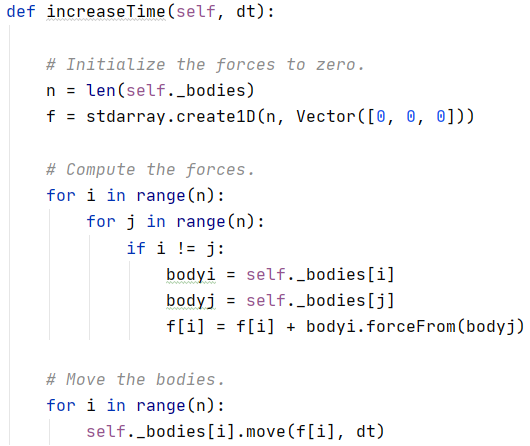 def increaseTime(self, dt):
# Initialize the forces to zero.
n = len(self._bodies)
f = stdarray.create1D(n, Vector([0, 0, 0]))
# Compute the forces.
for i in range(n):
for j in range(n):
if i != j:
bodyi = self._bodies[i]
bodyj = self._bodies[j]
f[i] = f[i] + bodyi.forceFrom(bodyj)
# Move the bodies.
for i in range(n):
self._bodies[i].move(f[i], dt)